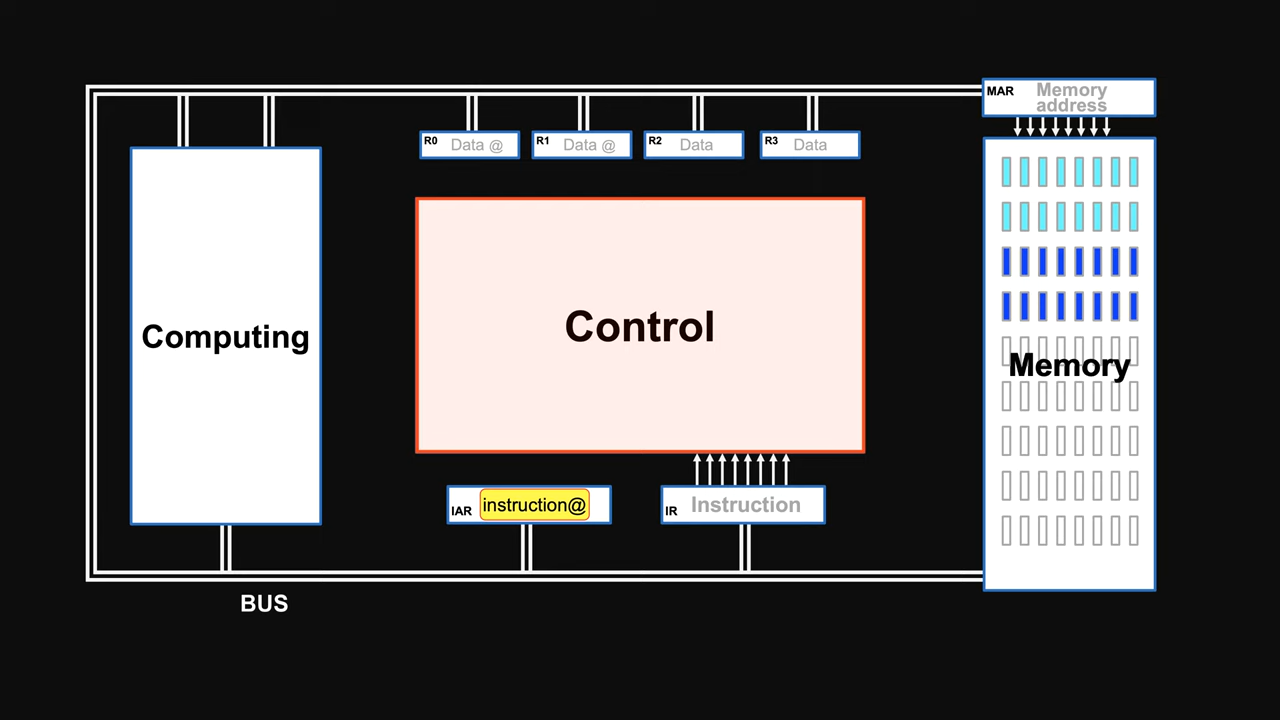 MAR Memory
address
R0 Data @
R1 Data @
R2 Data
R3 Data
Computing
Control
Memory
IAR instruction@
IR Instruction
BUS